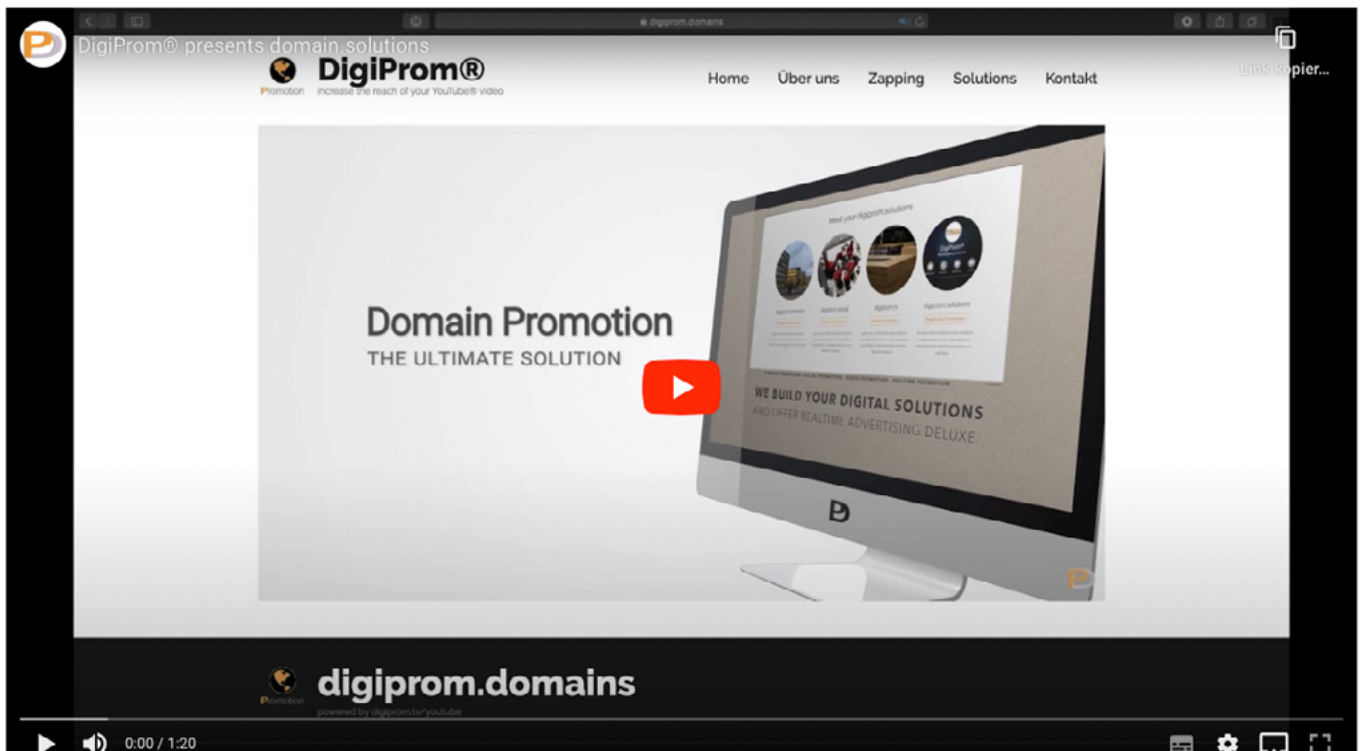 digiprom.domains
DigiProm® presents domain.solutions
Link kopier...
DigiProm®
Promotion
increase the reach of your YouTube® video
Home Über uns Zapping Solutions Kontakt
Meet your digiprom.solutions
Domain Promotion
THE ULTIMATE SOLUTION
WE BUILD YOUR DIGITAL SOLUTIONS
AND OFFER REALTIME ADVERTISING DELUXE.
digiprom.domains
Promotion
powered by digiprom.tv/youtube
0:00 / 1:20